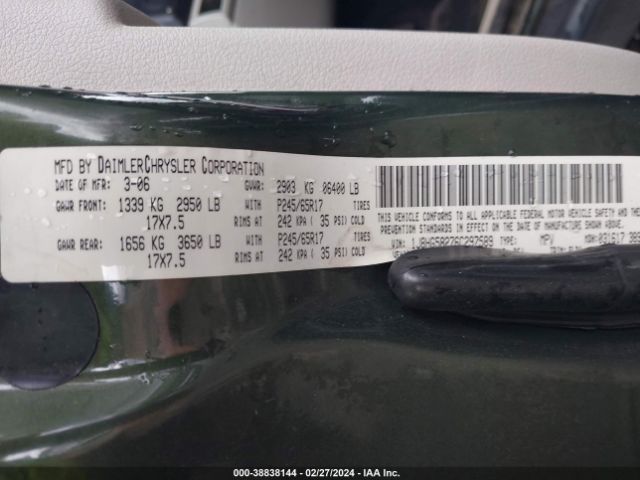 MFD BY DAIMLERCHRYSLER CORPORATION
DATE OF MFR: 3-06 GVWR: 2903 KG 06400 LB
GAWR FRONT: 1339 KG 2950 LB WITH P245/65R17 TIRES
17X7.5 RIMS AT 242 KPA ( 35 PSI) COLD
GAWR REAR: 1656 KG 3650 LB WITH P245/65R17 TIRES
17X7.5 RIMS AT 242 KPA ( 35 PSI) COLD
THIS VEHICLE CONFORMS TO ALL APPLICABLE FEDERAL MOTOR VEHICLE SAFETY AND THEFT
PREVENTION STANDARDS IN EFFECT ON THE DATE OF MANUFACTURE SHOWN ABOVE
TYPE: MPV
000-38838144 — 02/27/2024 — IAA Inc.